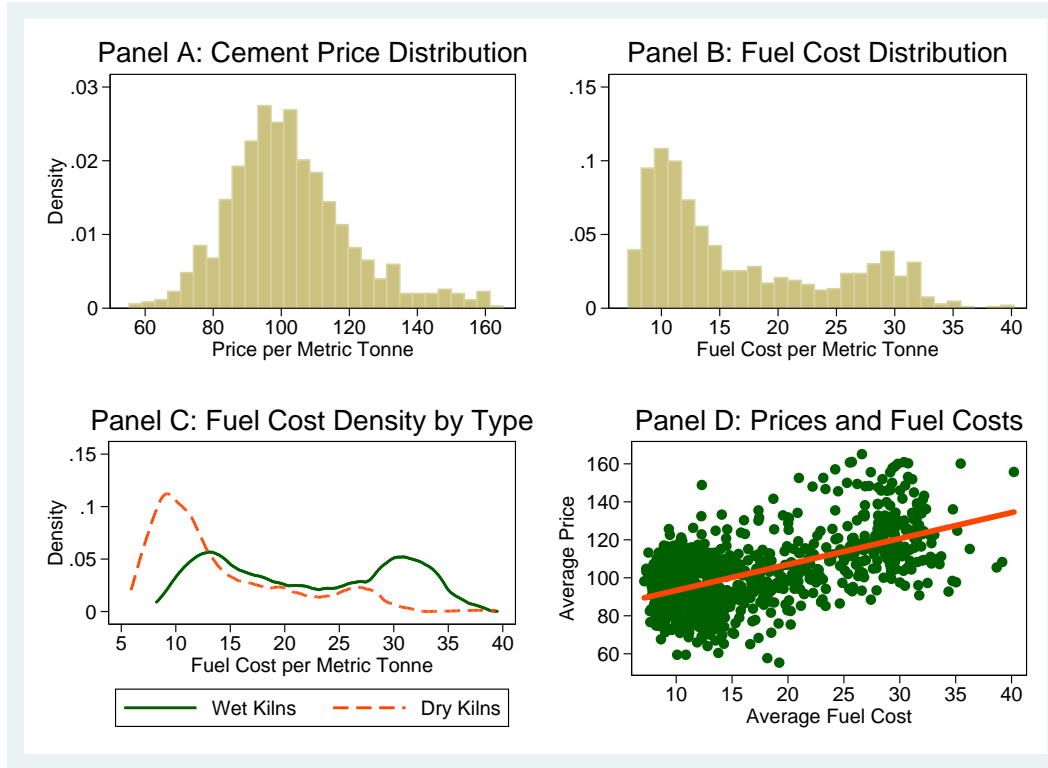 Panel A: Cement Price Distribution
.03
.02
.01
0
Density
60 80 100 120 140 160
Price per Metric Tonne
Panel B: Fuel Cost Distribution
.15
.1
.05
0
10 15 20 25 30 35 40
Fuel Cost per Metric Tonne
Panel C: Fuel Cost Density by Type
.15
.1
.05
0
Density
5 10 15 20 25 30 35 40
Fuel Cost per Metric Tonne
Wet Kilns Dry Kilns
Panel D: Prices and Fuel Costs
160
140
120
100
80
60
Average Price
10 15 20 25 30 35 40
Average Fuel Cost